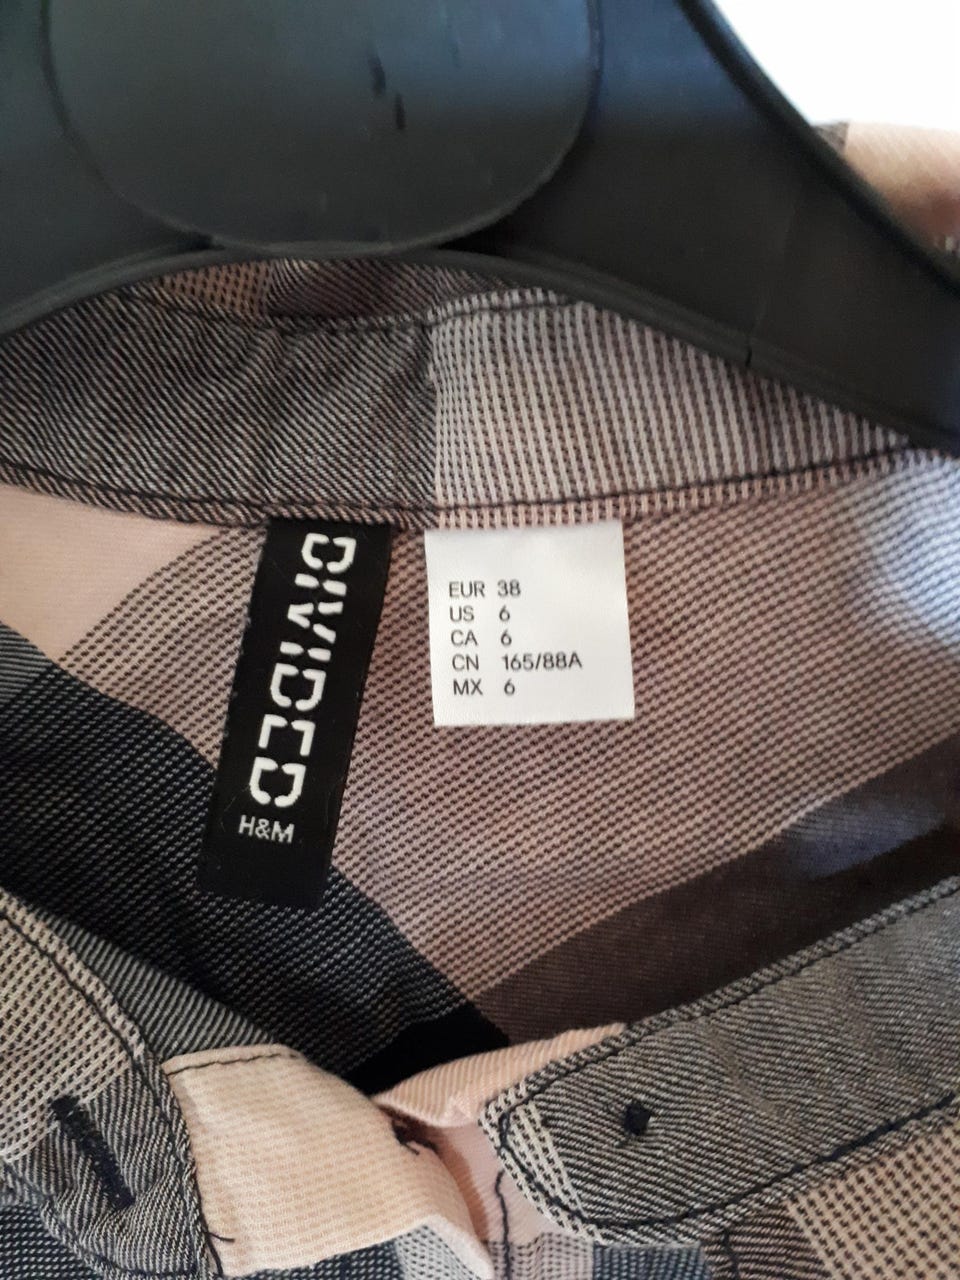 DIVIDED
H&M
EUR 38
US 6
CA 6
CN 165/88A
MX 6